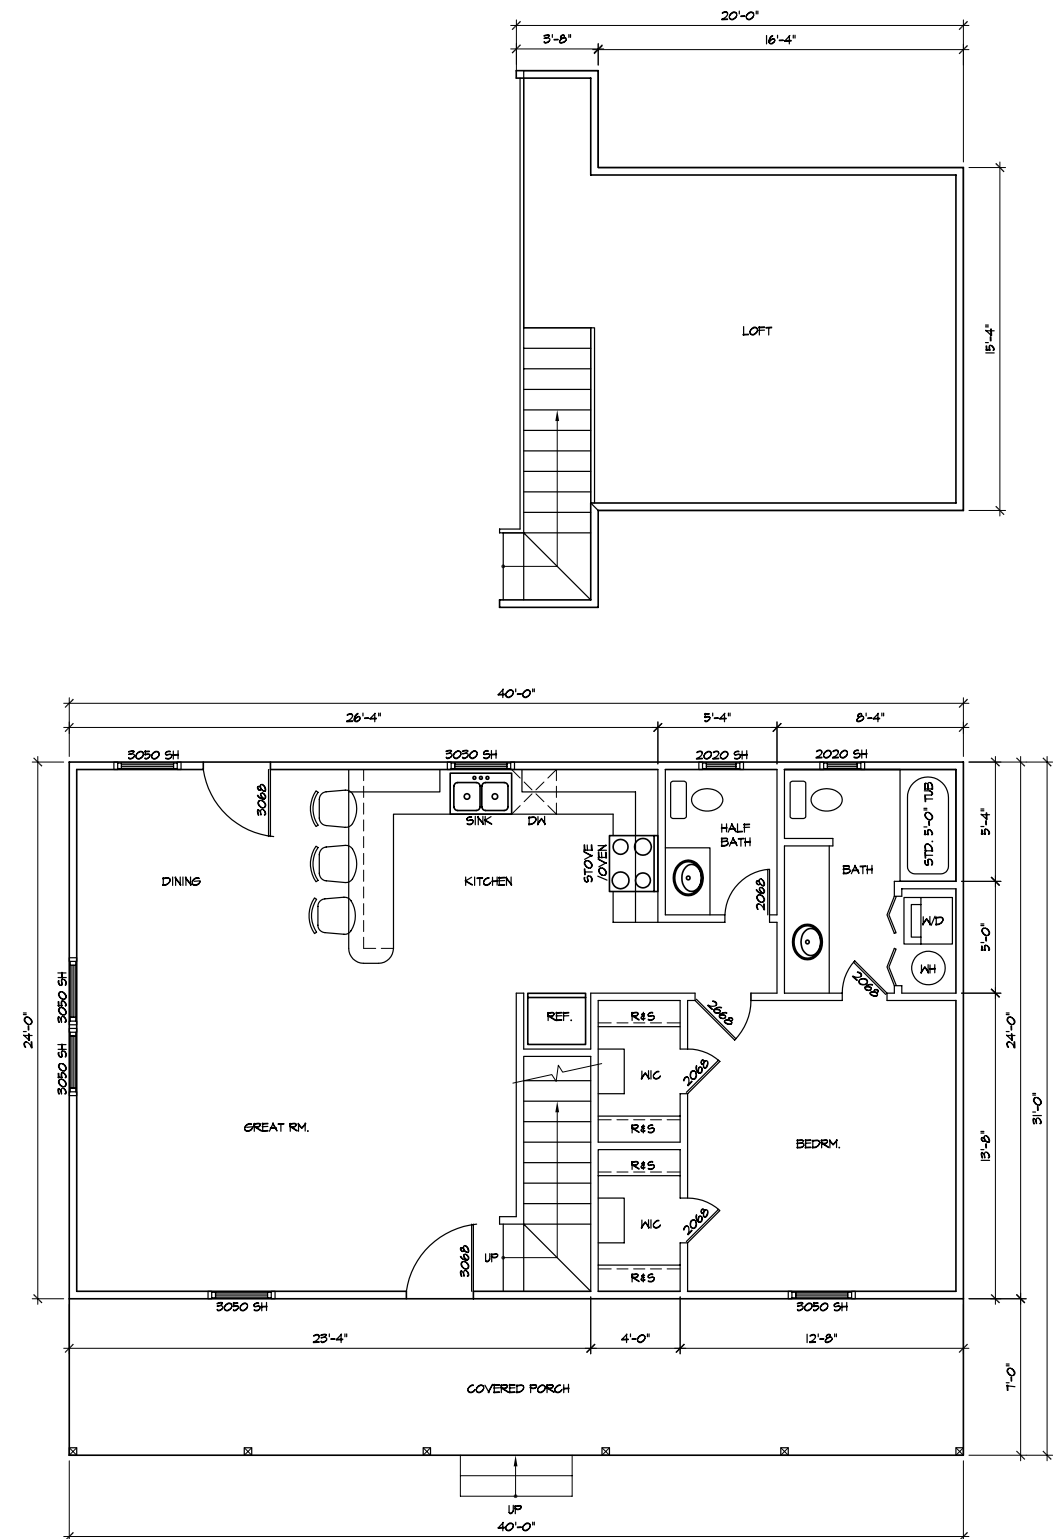 20'-0"
3'-8"
16'-4"
LOFT
15'-4"
40'-0"
26'-4"
5'-4"
8'-4"
3050 SH
3030 SH
2020 SH
2020 SH
3068
SINK
DW
STOVE
/OVEN
HALF
BATH
2068
STD. 5'-0" TUB
DINING
KITCHEN
BATH
W/D
WH
2068
5'-4"
5'-0"
3050 SH
3050 SH
24'-0"
REF.
R&S
2668
WIC
2068
R&S
GREAT RM.
BEDRM.
R&S
WIC
2068
R&S
UP
3068
24'-0"
31'-0"
13'-8"
3050 SH
3050 SH
23'-4"
4'-0"
12'-8"
7'-0"
COVERED PORCH
UP
40'-0"